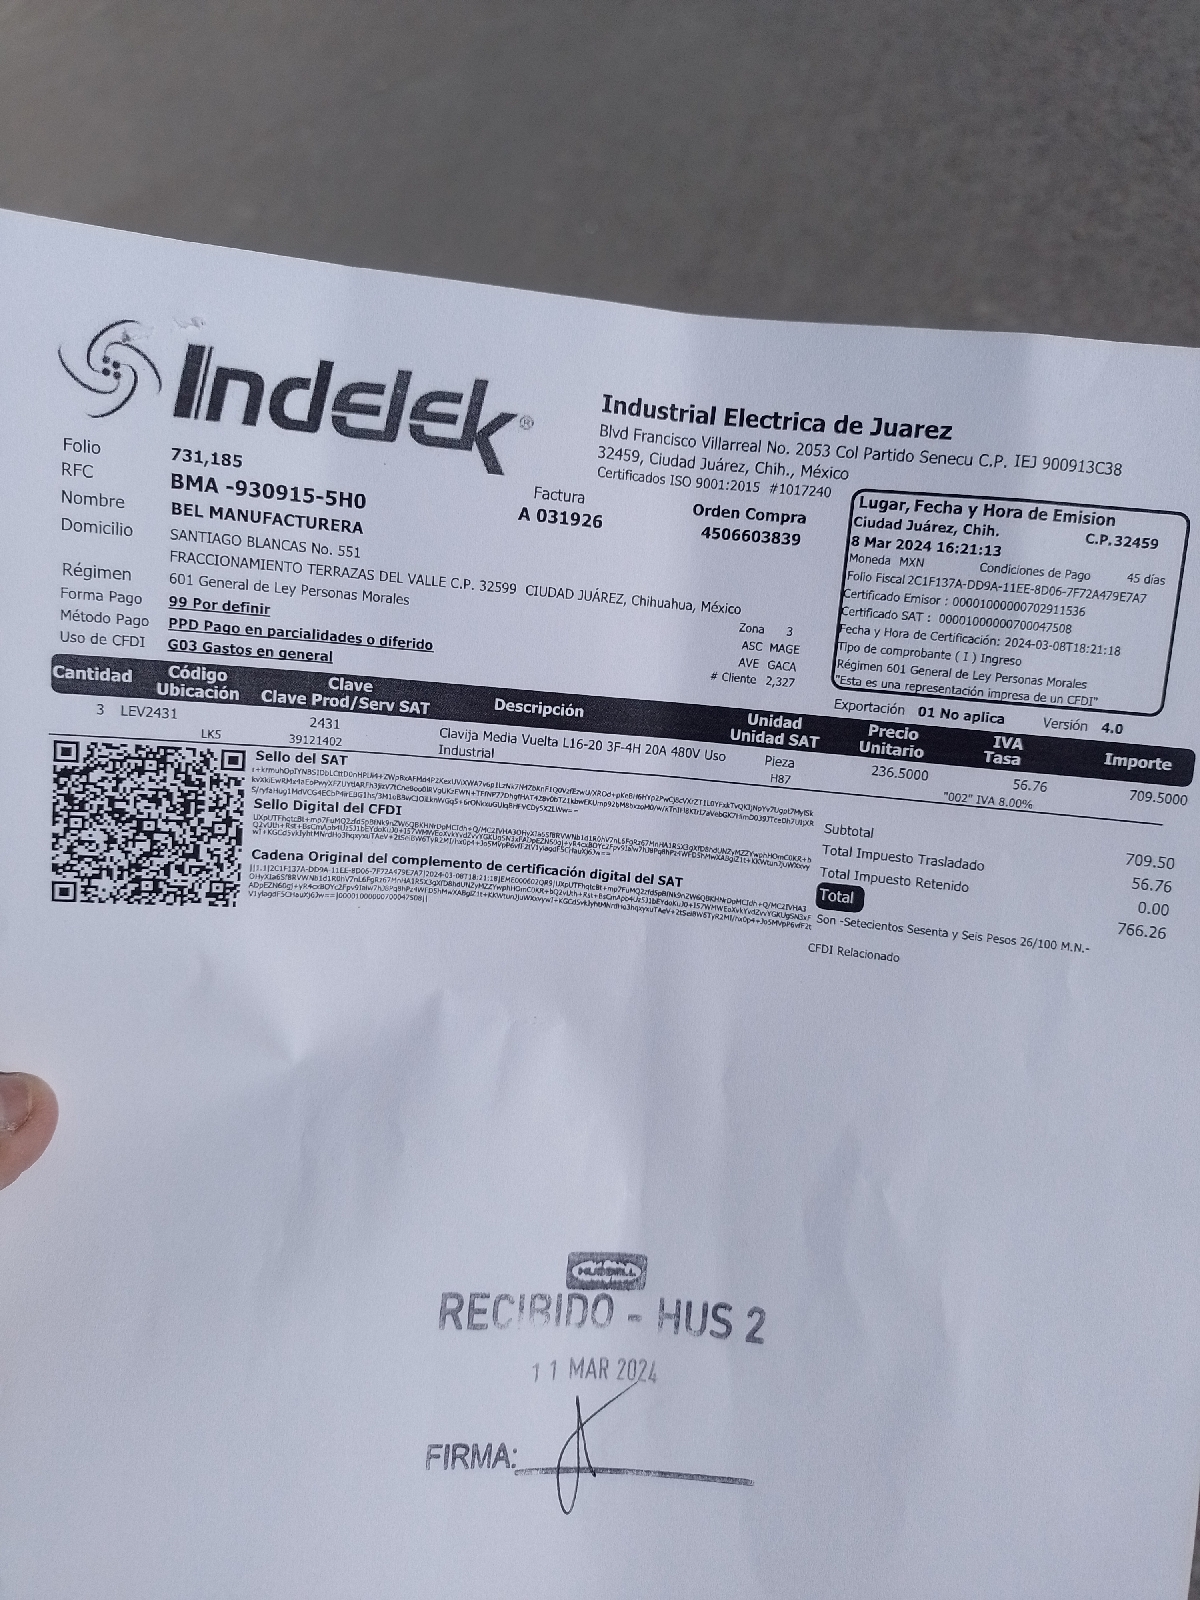 Indelek®
Industrial Electrica de Juarez
Blvd Francisco Villarreal No. 2053 Col Partido Senecu C.P. IEJ 900913C38
32459, Ciudad Juárez, Chih., México
Certificados ISO 9001:2015 #1017240
Folio 731,185
RFC BMA -930915-5H0
Nombre BEL MANUFACTURERA
Domicilio SANTIAGO BLANCAS No. 551
FRACCIONAMIENTO TERRAZAS DEL VALLE C.P. 32599 CIUDAD JUÁREZ, Chihuahua, México
Régimen 601 General de Ley Personas Morales
Forma Pago 99 Por definir
Método Pago PPD Pago en parcialidades o diferido
Uso de CFDI G03 Gastos en general
Factura
A 031926
Orden Compra
4506603839
Lugar, Fecha y Hora de Emision
Ciudad Juárez, Chih. C.P.32459
8 Mar 2024 16:21:13
Moneda MXN Condiciones de Pago 45 días
Folio Fiscal 2C1F137A-DD9A-11EE-8D06-7F72A479E7A7
Certificado Emisor : 00001000000702911536
Certificado SAT : 00001000000700047508
Fecha y Hora de Certificación: 2024-03-08T18:21:18
Tipo de comprobante ( I ) Ingreso
Régimen 601 General de Ley Personas Morales
"Esta es una representación impresa de un CFDI"
Zona 3
ASC MAGE
AVE GACA
# Cliente 2,327
Exportación 01 No aplica Versión 4.0
Cantidad Código Ubicación Clave Clave Prod/Serv SAT Descripción Unidad Unidad SAT Precio Unitario IVA Tasa Importe
3 LEV2431 2431 Clavija Media Vuelta L16-20 3F-4H 20A 480V Uso Pieza 236.5000 56.76 709.5000
LK5 39121402 Industrial H87 "002" IVA 8.00%
Sello del SAT
Sello Digital del CFDI
Cadena Original del complemento de certificación digital del SAT
Subtotal 709.50
Total Impuesto Trasladado 56.76
Total Impuesto Retenido 0.00
Total 766.26
Son -Setecientos Sesenta y Seis Pesos 26/100 M.N.-
CFDI Relacionado
HUBBELL
RECIBIDO - HUS 2
11 MAR 2024
FIRMA: